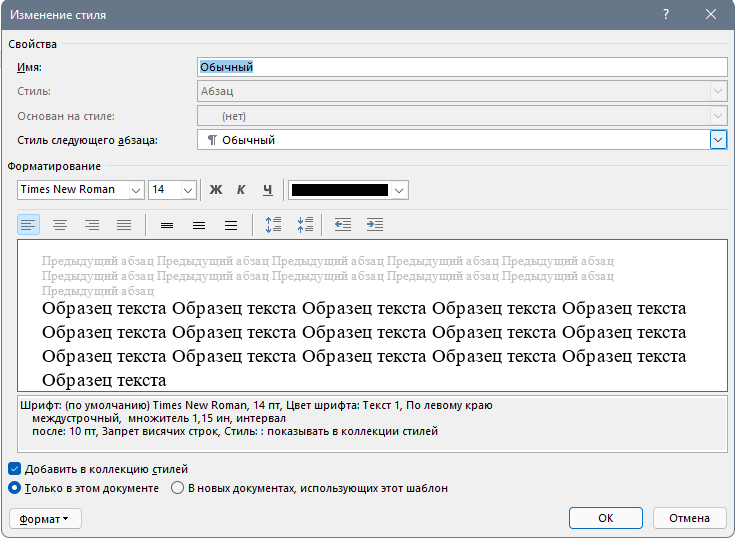 Изменение стиля ?
Свойства
Имя: Обычный
Стиль: Абзац
Основан на стиле: (нет)
Стиль следующего абзаца: ¶ Обычный
Форматирование
Times New Roman 14 Ж К Ч
Предыдущий абзац Предыдущий абзац Предыдущий абзац Предыдущий абзац Предыдущий абзац
Предыдущий абзац Предыдущий абзац Предыдущий абзац Предыдущий абзац Предыдущий абзац
Предыдущий абзац
Образец текста Образец текста Образец текста Образец текста Образец текста
Образец текста Образец текста Образец текста Образец текста Образец текста
Образец текста Образец текста Образец текста Образец текста Образец текста
Образец текста
Шрифт: (по умолчанию) Times New Roman, 14 пт, Цвет шрифта: Текст 1, По левому краю
междустрочный, множитель 1,15 ин, интервал
после: 10 пт, Запрет висячих строк, Стиль: : показывать в коллекции стилей
Добавить в коллекцию стилей
Только в этом документе В новых документах, использующих этот шаблон
Формат ОК Отмена